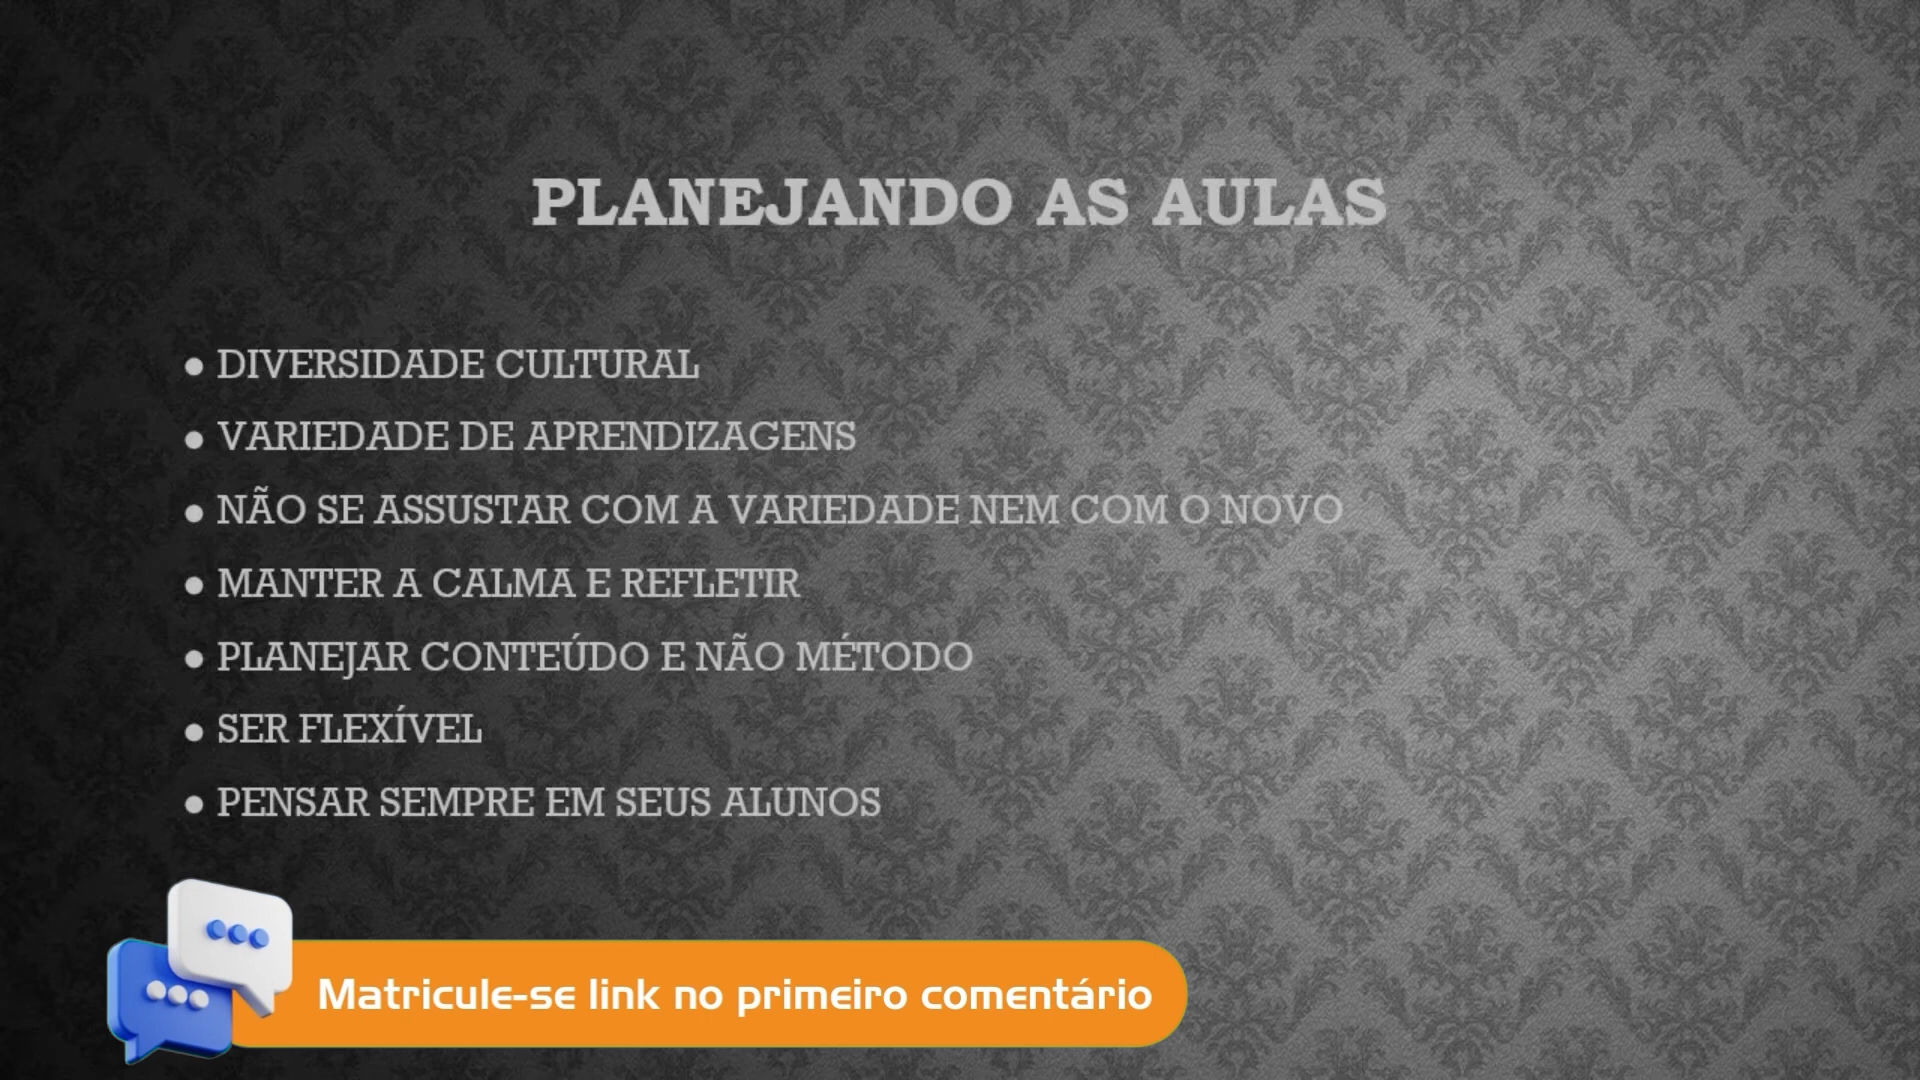 PLANEJANDO AS AULAS
• DIVERSIDADE CULTURAL
• VARIEDADE DE APRENDIZAGENS
• NÃO SE ASSUSTAR COM A VARIEDADE NEM COM O NOVO
• MANTER A CALMA E REFLETIR
• PLANEJAR CONTEÚDO E NÃO MÉTODO
• SER FLEXÍVEL
• PENSAR SEMPRE EM SEUS ALUNOS
Matricule-se link no primeiro comentário